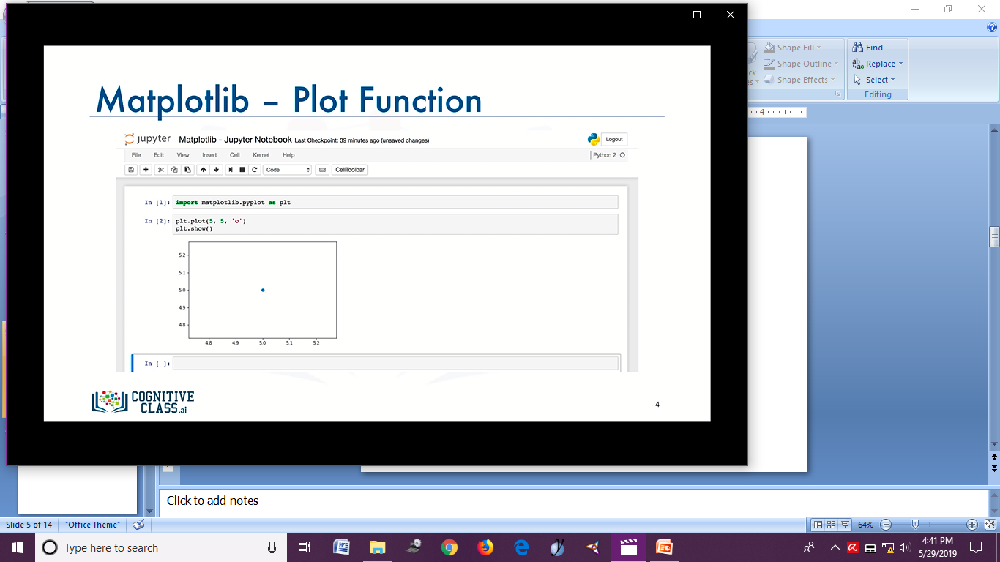 Matplotlib – Plot Function
jupyter Matplotlib - Jupyter Notebook Last Checkpoint: 39 minutes ago (unsaved changes) Logout
File Edit View Insert Cell Kernel Help Python 2
Code CellToolbar
In [1]: import matplotlib.pyplot as plt
In [2]: plt.plot(5, 5, 'o')
plt.show()
5.2
5.1
5.0
4.9
4.8
4.8 4.9 5.0 5.1 5.2
In [ ]:
COGNITIVE
CLASS.ai
4
Shape Fill
Shape Outline
Shape Effects
Find
Replace
Select
Editing
4
Click to add notes
Slide 5 of 14 "Office Theme" 64%
Type here to search
4:41 PM
5/29/2019